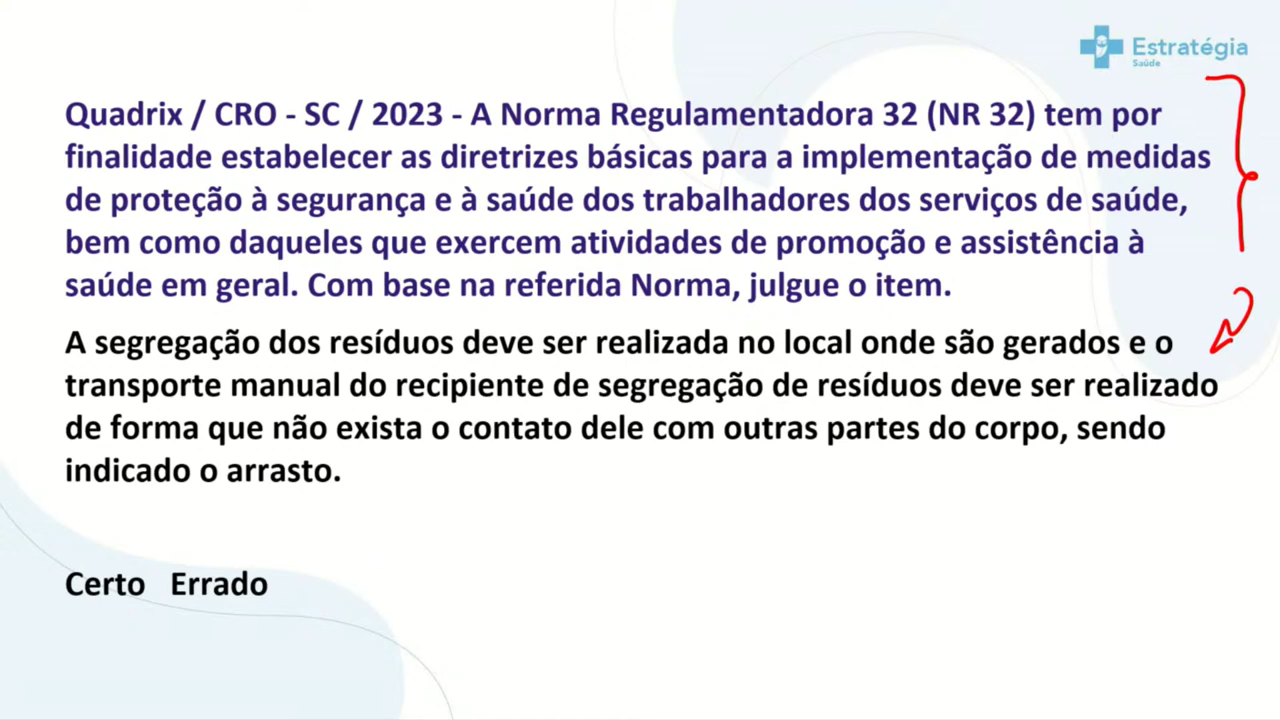 Estratégia
Saúde
Quadrix / CRO - SC / 2023 - A Norma Regulamentadora 32 (NR 32) tem por
finalidade estabelecer as diretrizes básicas para a implementação de medidas
de proteção à segurança e à saúde dos trabalhadores dos serviços de saúde,
bem como daqueles que exercem atividades de promoção e assistência à
saúde em geral. Com base na referida Norma, julgue o item.
A segregação dos resíduos deve ser realizada no local onde são gerados e o
transporte manual do recipiente de segregação de resíduos deve ser realizado
de forma que não exista o contato dele com outras partes do corpo, sendo
indicado o arrasto.
Certo Errado